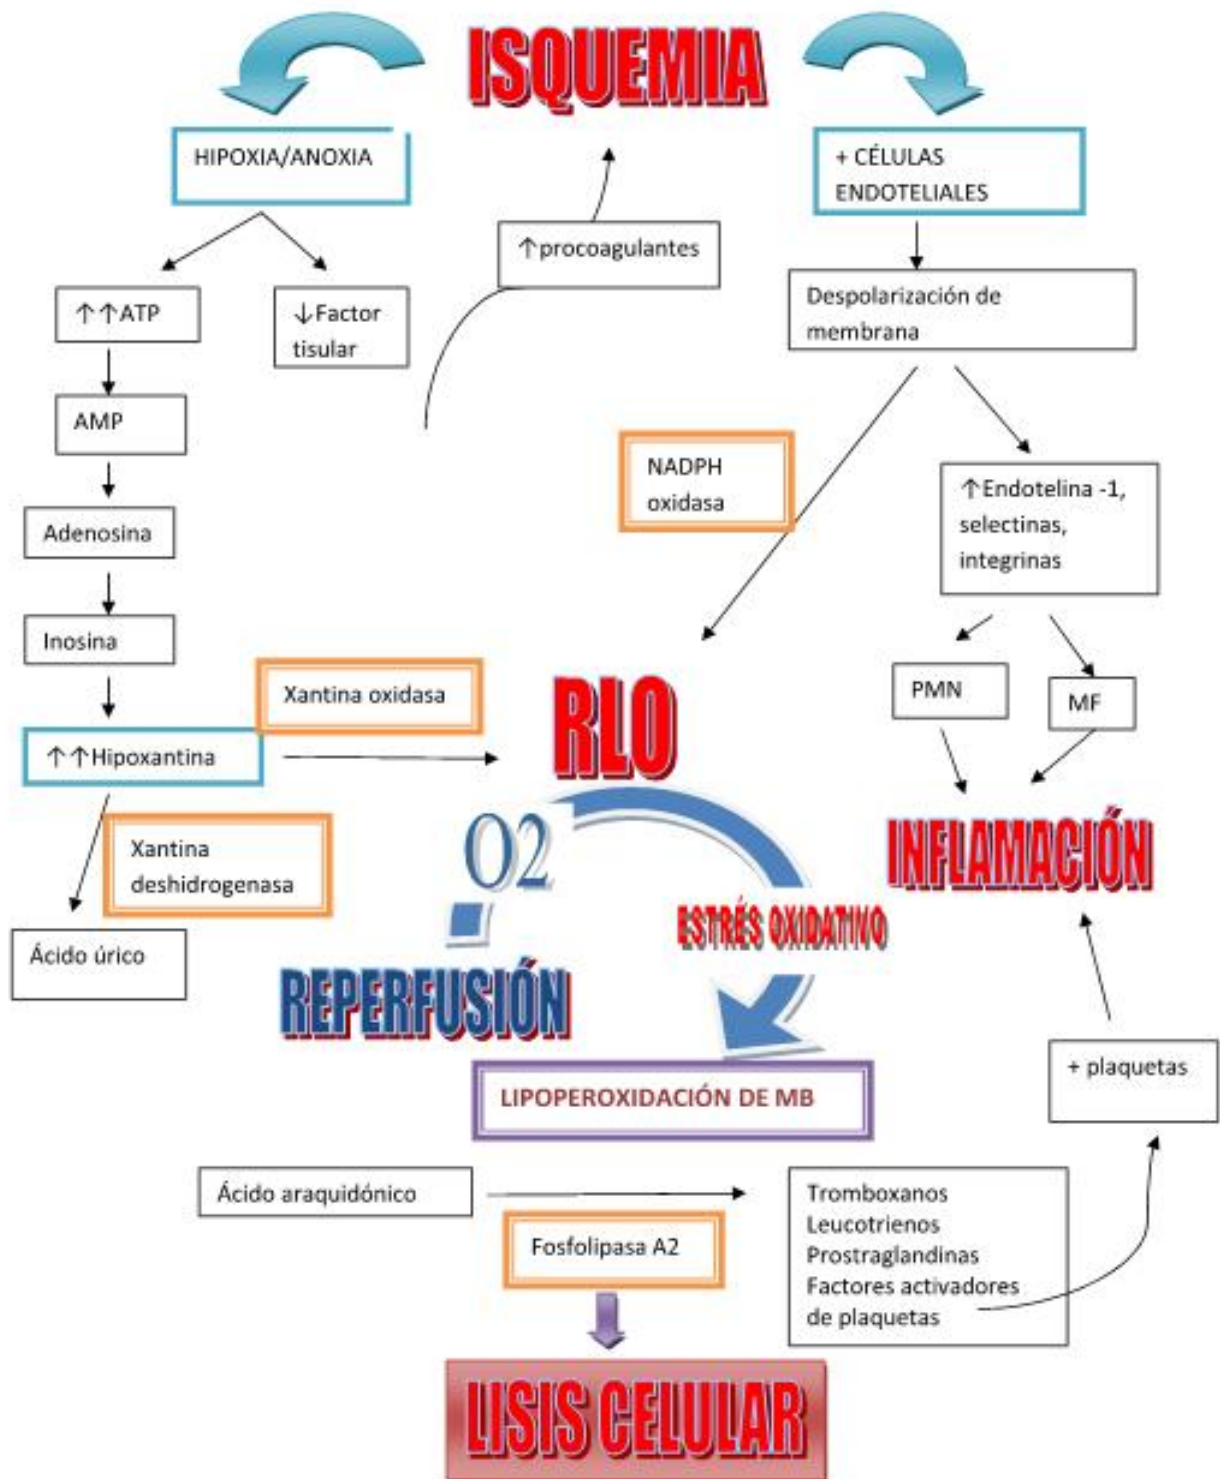 ISQUEMIA
HIPOXIA/ANOXIA
+ CÉLULAS
ENDOTELIALES
↑procoagulantes
↑↑ATP
↓Factor
tisular
Despolarización de
membrana
AMP
NADPH
oxidasa
↑Endotelina -1,
selectinas,
integrinas
Adenosina
Inosina
Xantina oxidasa
RLO
PMN
MF
↑↑Hipoxantina
O2
INFLAMACIÓN
Xantina
deshidrogenasa
ESTRÉS OXIDATIVO
Ácido úrico
REPERFUSIÓN
+ plaquetas
LIPOPEROXIDACIÓN DE MB
Ácido araquidónico
Tromboxanos
Leucotrienos
Prostraglandinas
Factores activadores
de plaquetas
Fosfolipasa A2
LISIS CELULAR